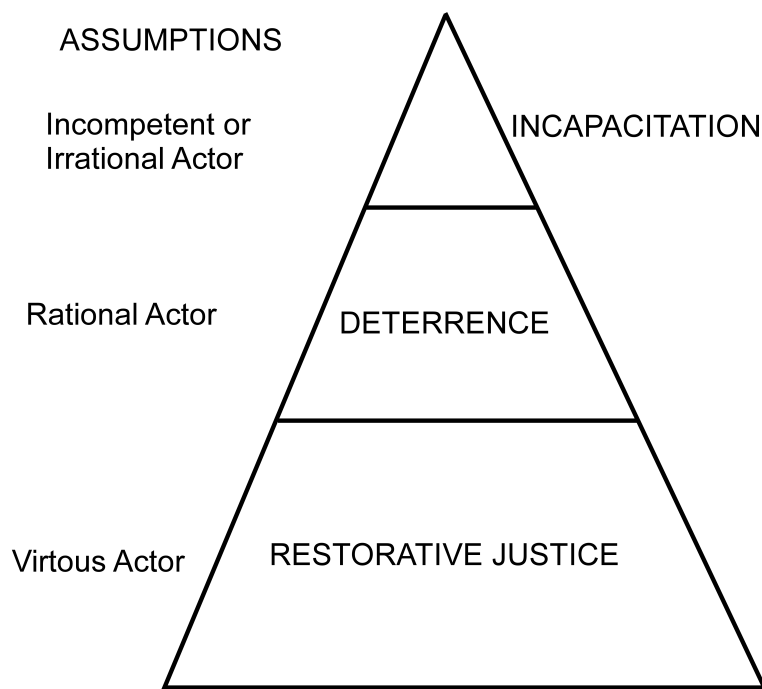 ASSUMPTIONS
Incompetent or
Irrational Actor
INCAPACITATION
Rational Actor
DETERRENCE
Virtous Actor
RESTORATIVE JUSTICE